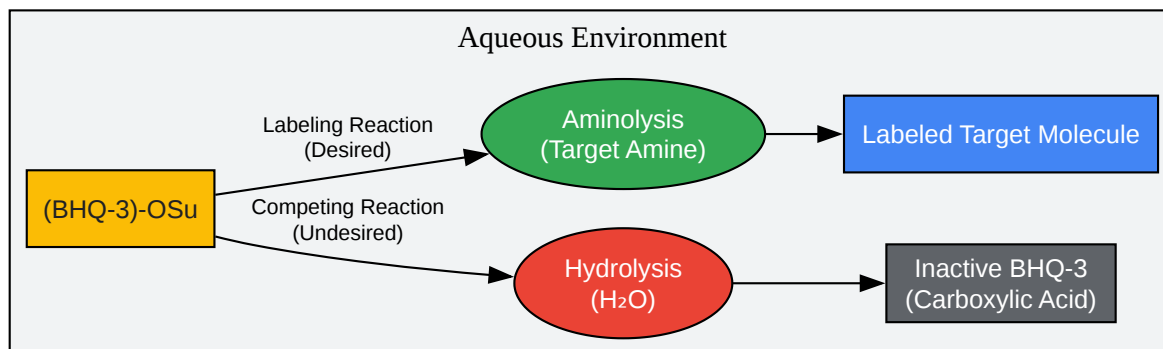 Aqueous Environment
Labeling Reaction
(Desired)
Aminolysis
(Target Amine)
Labeled Target Molecule
(BHQ-3)-OSu
Competing Reaction
(Undesired)
Hydrolysis
(H₂O)
Inactive BHQ-3
(Carboxylic Acid)